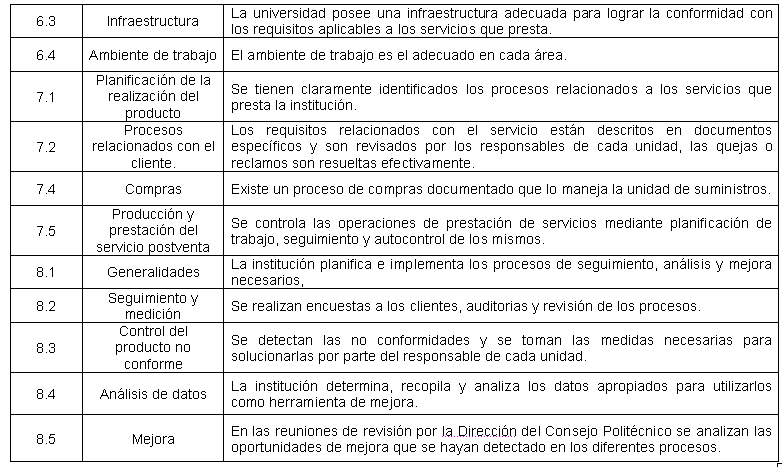 6.3
Infraestructura
La universidad posee una infraestructura adecuada para lograr la conformidad con
los requisitos aplicables a los servicios que presta.
6.4
Ambiente de trabajo
El ambiente de trabajo es el adecuado en cada área.
7.1
Planificación de la
realización del
producto
Se tienen claramente identificados los procesos relacionados a los servicios que
presta la institución.
7.2
Procesos
relacionados con el
cliente.
Los requisitos relacionados con el servicio están descritos en documentos
específicos y son revisados por los responsables de cada unidad, las quejas o
reclamos son resueltas efectivamente.
7.4
Compras
Existe un proceso de compras documentado que lo maneja la unidad de suministros.
7.5
Producción y
prestación del
servicio postventa
Se controla las operaciones de prestación de servicios mediante planificación de
trabajo, seguimiento y autocontrol de los mismos.
8.1
Generalidades
La institución planifica e implementa los procesos de seguimiento, análisis y mejora
necesarios,
8.2
Seguimiento y
medición
Se realizan encuestas a los clientes, auditorias y revisión de los procesos.
8.3
Control del
producto no
conforme
Se detectan las no conformidades y se toman las medidas necesarias para
solucionarlas por parte del responsable de cada unidad.
8.4
Análisis de datos
La institución determina, recopila y analiza los datos apropiados para utilizarlos
como herramienta de mejora.
8.5
Mejora
En las reuniones de revisión por la Dirección del Consejo Politécnico se analizan las
oportunidades de mejora que se hayan detectado en los diferentes procesos.